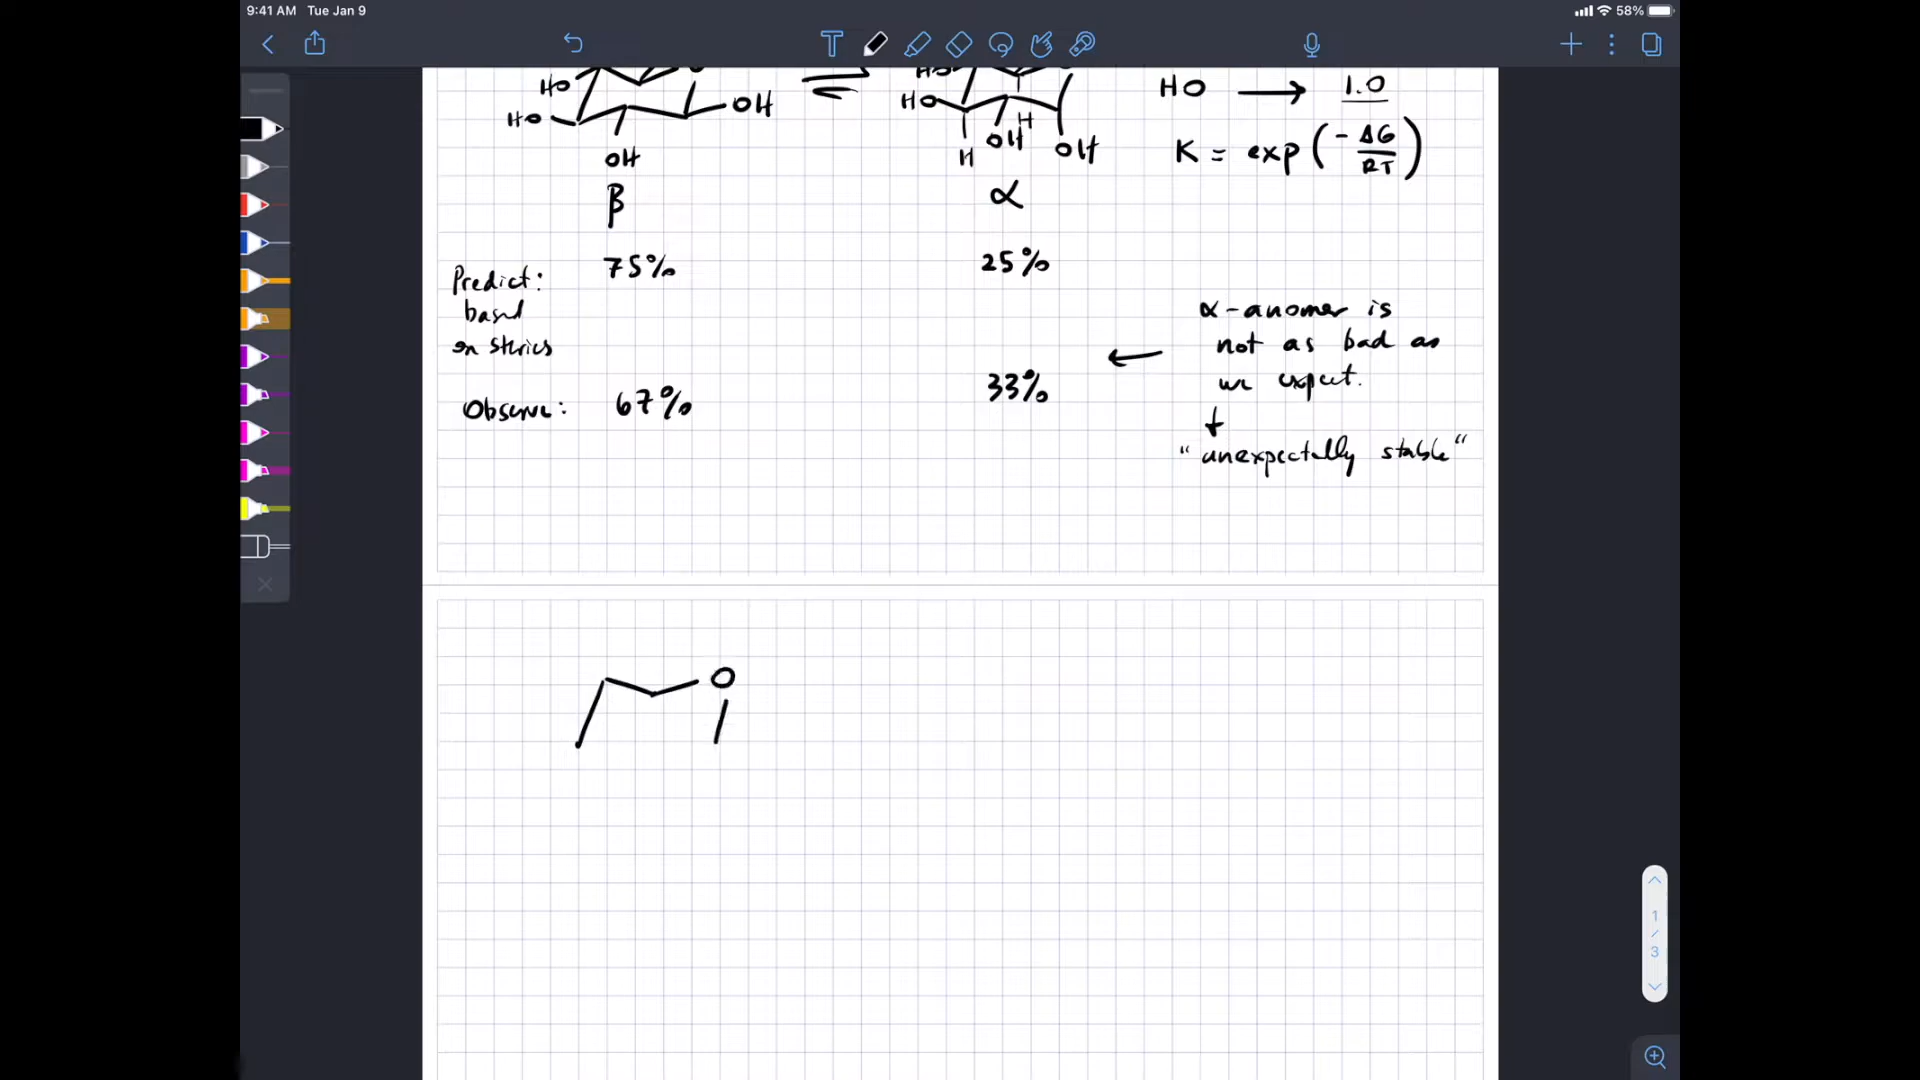 9:41 AM Tue Jan 9
58%
T
HO
HO
OH
OH
β
HO
HO
H
H
OH
OH
α
HO → 1.0
K = exp(-ΔG/RT)
Predict: 75% 25%
based
on sterics
α-anomer is
not as bad as
we expect.
Observe: 67% 33%
"unexpectally stable"
O
1
/
3